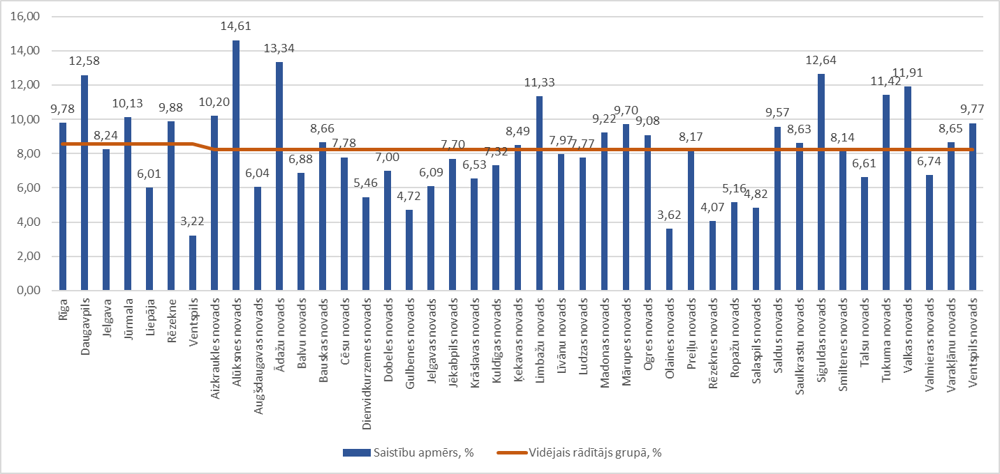 16,00
14,00
12,00
10,00
8,00
6,00
4,00
2,00
0,00
9,78
12,58
8,24
10,13
6,01
9,88
3,22
10,20
14,61
6,04
13,34
6,88
8,66
7,78
5,46
7,00
4,72
6,09
7,70
6,53
7,32
8,49
11,33
7,97
7,77
9,22
9,70
9,08
3,62
8,17
4,07
5,16
4,82
9,57
8,63
12,64
8,14
6,61
11,42
11,91
6,74
8,65
9,77
Rīga
Daugavpils
Jelgava
Jūrmala
Liepāja
Rēzekne
Ventspils
Aizkraukles novads
Alūksnes novads
Augšsdaugavas novads
Ādažu novads
Balvu novads
Bauskas novads
Cēsu novads
Dienvidkurzemes novads
Dobeles novads
Gulbenes novads
Jelgavas novads
Jēkabpils novads
Krāslavas novads
Kuldīgas novads
Ķekavas novads
Limbažu novads
Līvānu novads
Ludzas novads
Madonas novads
Mārupes novads
Ogres novads
Olaines novads
Preiļu novads
Rēzeknes novads
Ropažu novads
Salaspils novads
Saldus novads
Saulkrastu novads
Siguldas novads
Smiltenes novads
Talsu novads
Tukuma novads
Valkas novads
Valmieras novads
Varakļānu novads
Ventspils novads
Saistību apmērs, %
Vidējais rādītājs grupā, %